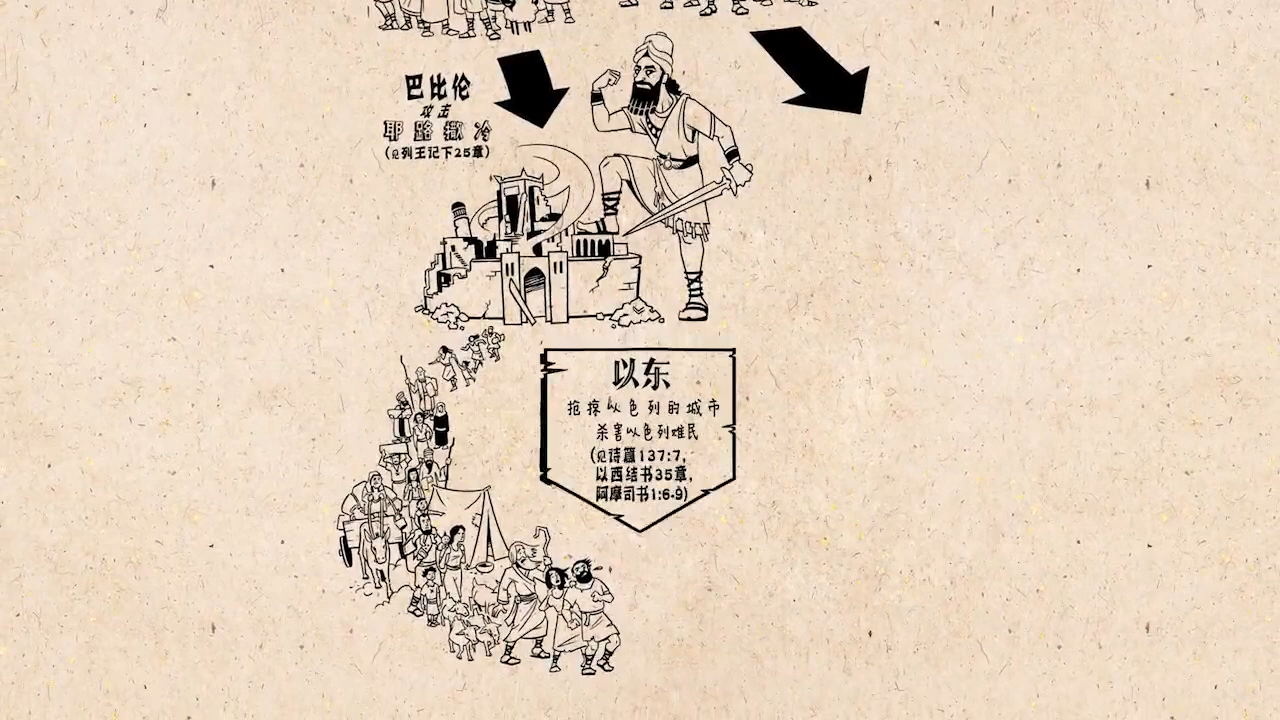 巴比伦
攻击
耶路撒冷
(见列王记下25章)
以东
抢掠以色列的城市
杀害以色列难民
(见诗篇137:7,
以西结书35章,
阿摩司书1:6-9)